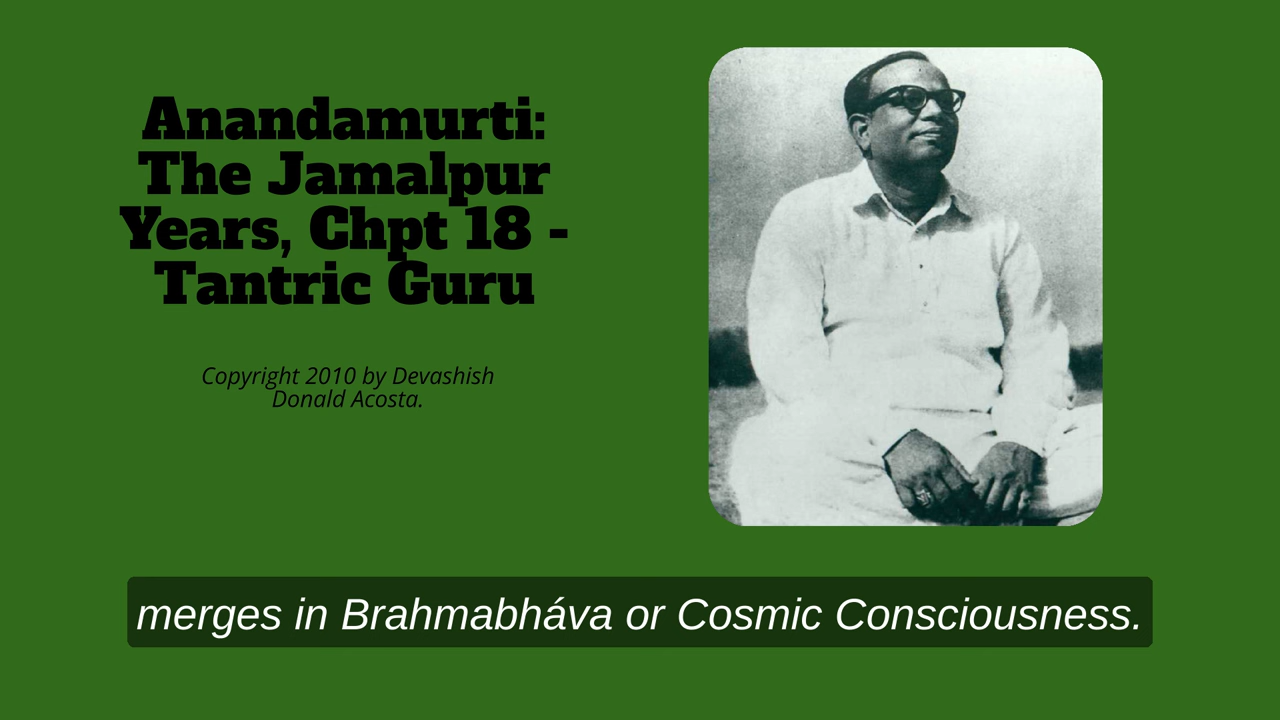 Anandamurti:
The Jamalpur
Years, Chpt 18 -
Tantric Guru
Copyright 2010 by Devashish
Donald Acosta.
merges in Brahmabháva or Cosmic Consciousness.